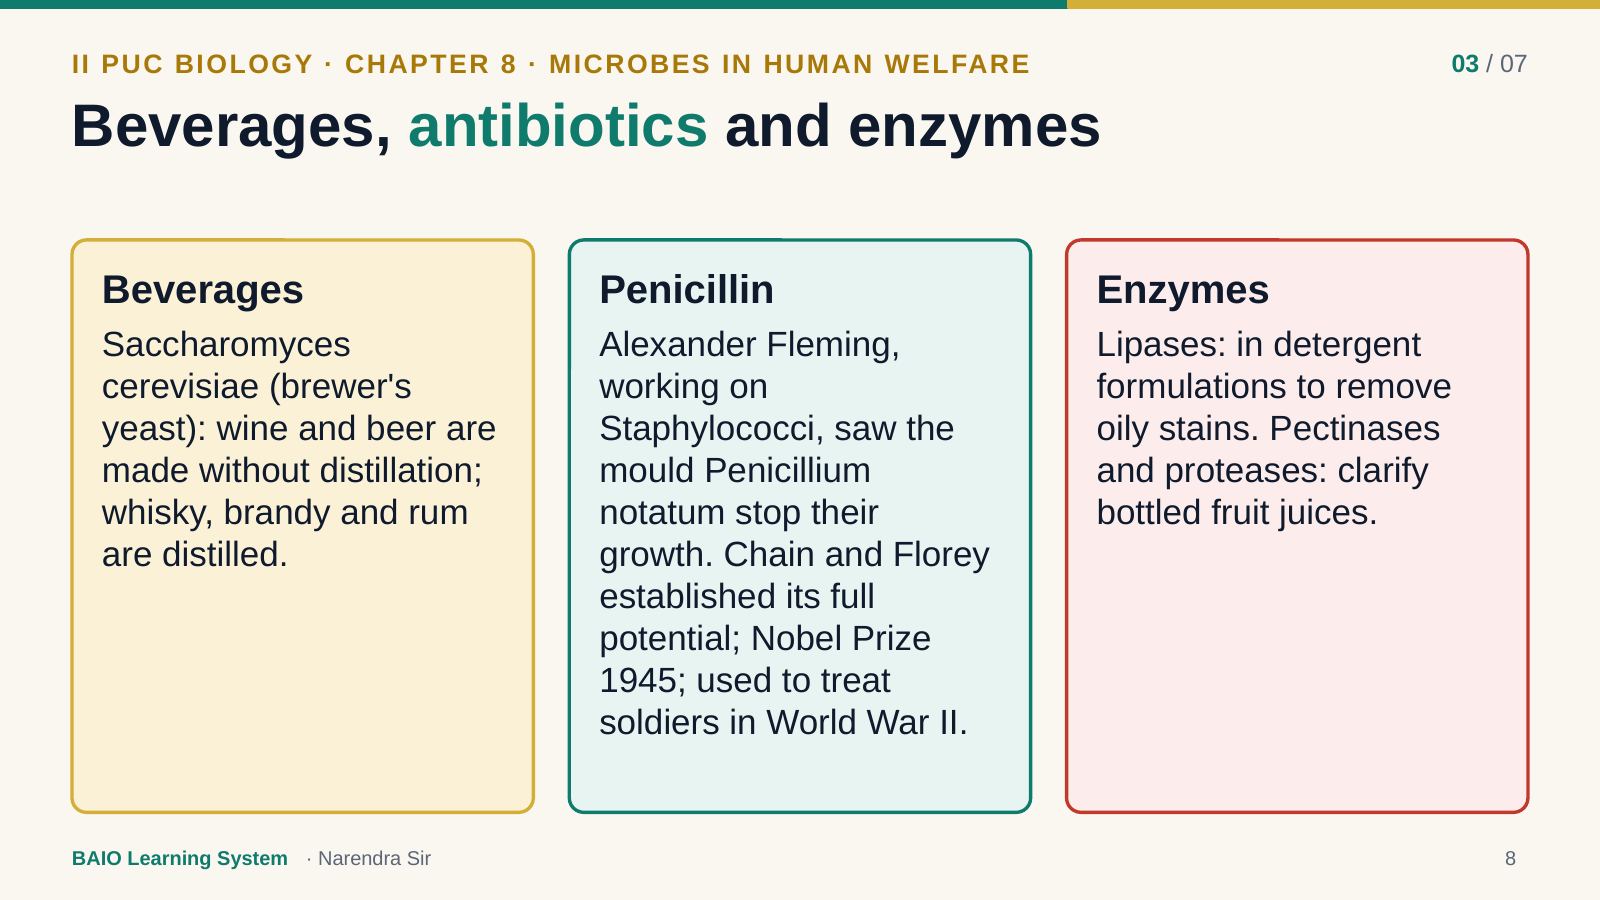 II PUC BIOLOGY · CHAPTER 8 · MICROBES IN HUMAN WELFARE
03 / 07
Beverages, antibiotics and enzymes
Beverages
Saccharomyces
cerevisiae (brewer's
yeast): wine and beer are
made without distillation;
whisky, brandy and rum
are distilled.
Penicillin
Alexander Fleming,
working on
Staphylococci, saw the
mould Penicillium
notatum stop their
growth. Chain and Florey
established its full
potential; Nobel Prize
1945; used to treat
soldiers in World War II.
Enzymes
Lipases: in detergent
formulations to remove
oily stains. Pectinases
and proteases: clarify
bottled fruit juices.
BAIO Learning System · Narendra Sir
8